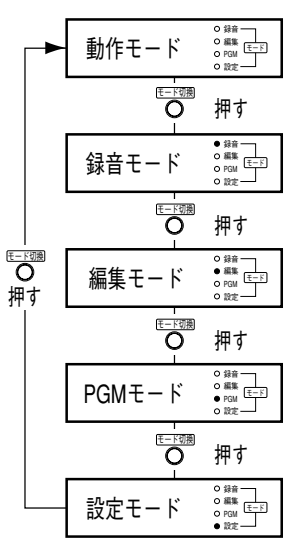 動作モード
録音
編集
PGM
設定
モード
モード切換
押す
録音モード
録音
編集
PGM
設定
モード
モード切換
押す
モード切換
押す
編集モード
録音
編集
PGM
設定
モード
モード切換
押す
PGMモード
録音
編集
PGM
設定
モード
モード切換
押す
設定モード
録音
編集
PGM
設定
モード